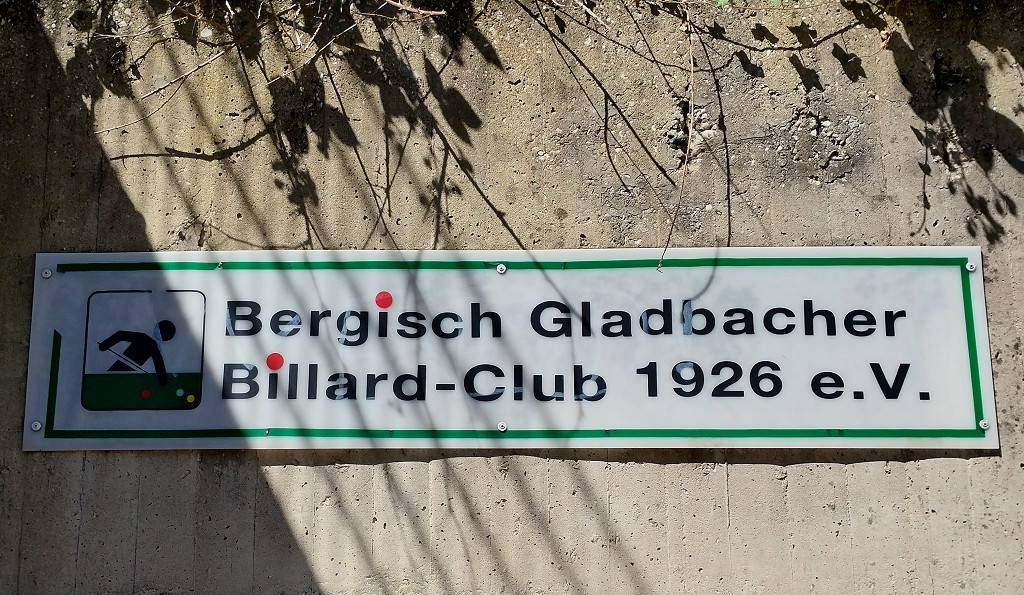 Bergisch Gladbacher
Billard-Club 1926 e.V.